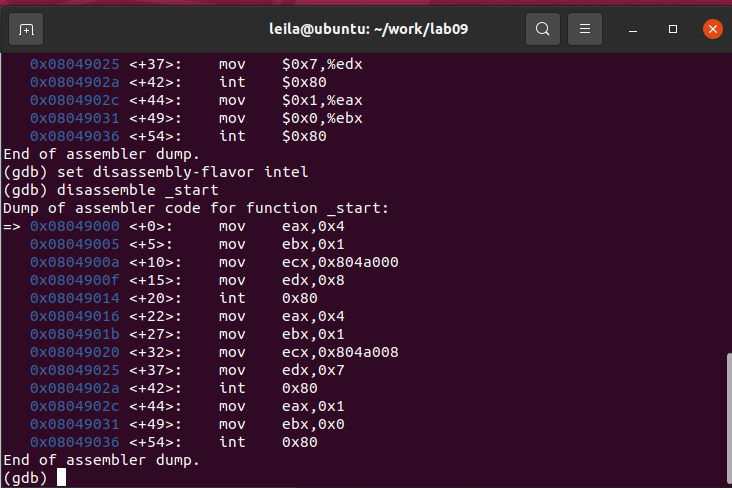 leila@ubuntu: ~/work/lab09
0x08049025 <+37>: mov $0x7,%edx
0x0804902a <+42>: int $0x80
0x0804902c <+44>: mov $0x1,%eax
0x08049031 <+49>: mov $0x0,%ebx
0x08049036 <+54>: int $0x80
End of assembler dump.
(gdb) set disassembly-flavor intel
(gdb) disassemble _start
Dump of assembler code for function _start:
=> 0x08049000 <+0>: mov eax,0x4
0x08049005 <+5>: mov ebx,0x1
0x0804900a <+10>: mov ecx,0x804a000
0x0804900f <+15>: mov edx,0x8
0x08049014 <+20>: int 0x80
0x08049016 <+22>: mov eax,0x4
0x0804901b <+27>: mov ebx,0x1
0x08049020 <+32>: mov ecx,0x804a008
0x08049025 <+37>: mov edx,0x7
0x0804902a <+42>: int 0x80
0x0804902c <+44>: mov eax,0x1
0x08049031 <+49>: mov ebx,0x0
0x08049036 <+54>: int 0x80
End of assembler dump.
(gdb)